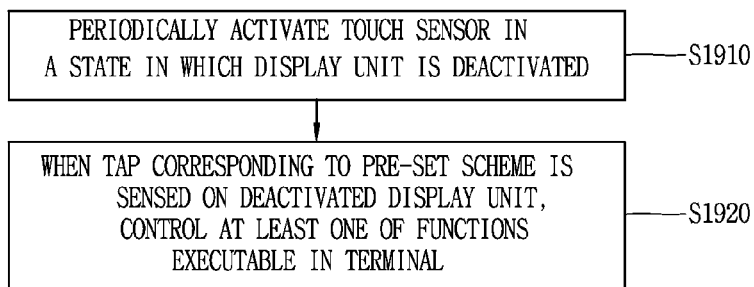 PERIODICALLY ACTIVATE TOUCH SENSOR IN
A STATE IN WHICH DISPLAY UNIT IS DEACTIVATED
S1910
WHEN TAP CORRESPONDING TO PRE-SET SCHEME IS
SENSED ON DEACTIVATED DISPLAY UNIT,
CONTROL AT LEAST ONE OF FUNCTIONS
EXECUTABLE IN TERMINAL
S1920